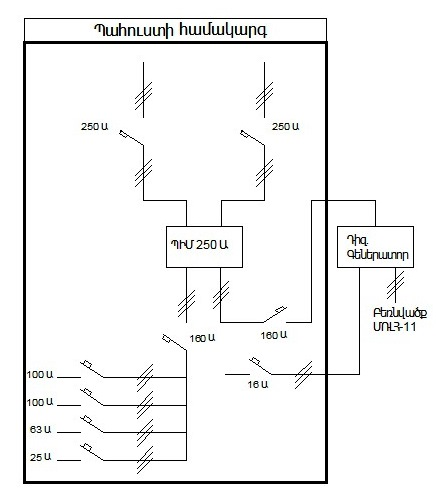 Պահուստի համակարգ
250 Ա
250 Ա
ՊԻՄ 250 Ա
Դիզ.
Գեներատոր
Բեռնվածք
ՄՈՒՀ-11
160 Ա
160 Ա
16 Ա
100 Ա
100 Ա
63 Ա
25 Ա